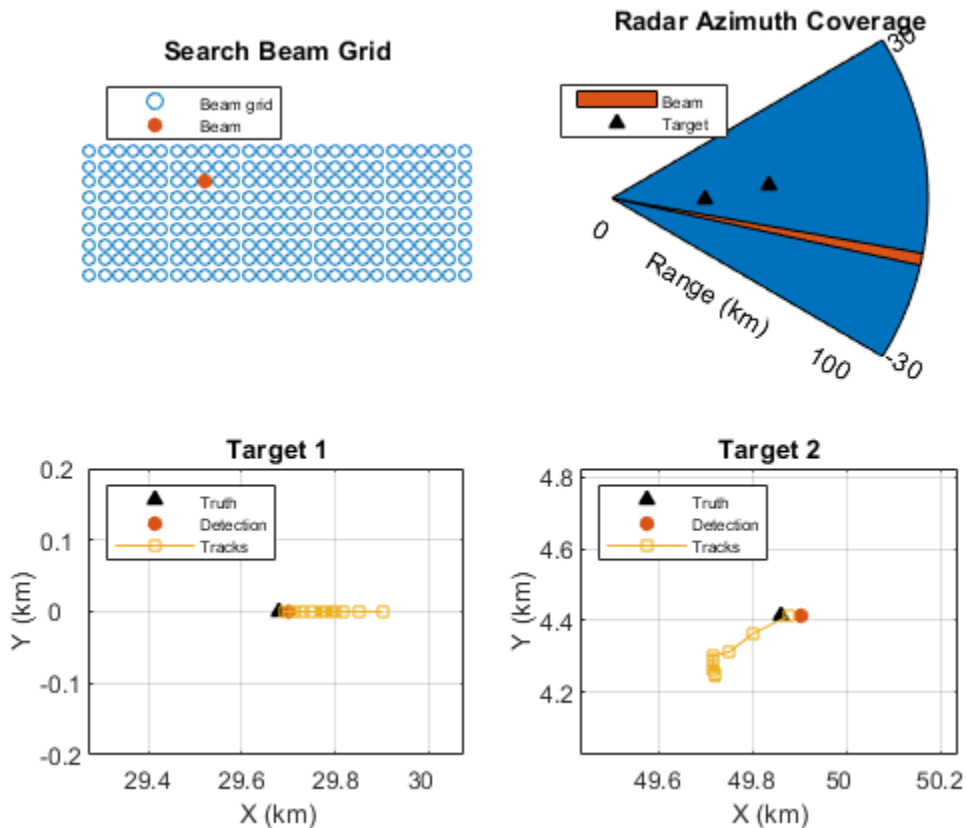 Search Beam Grid
Beam grid
Beam
Radar Azimuth Coverage
Beam
Target
30
0
Range (km)
100
-30
Target 1
Truth
Detection
Tracks
0.2
0.1
0
-0.1
-0.2
Y (km)
29.4
29.6
29.8
30
X (km)
Target 2
Truth
Detection
Tracks
4.8
4.6
4.4
4.2
Y (km)
49.6
49.8
50
50.2
X (km)